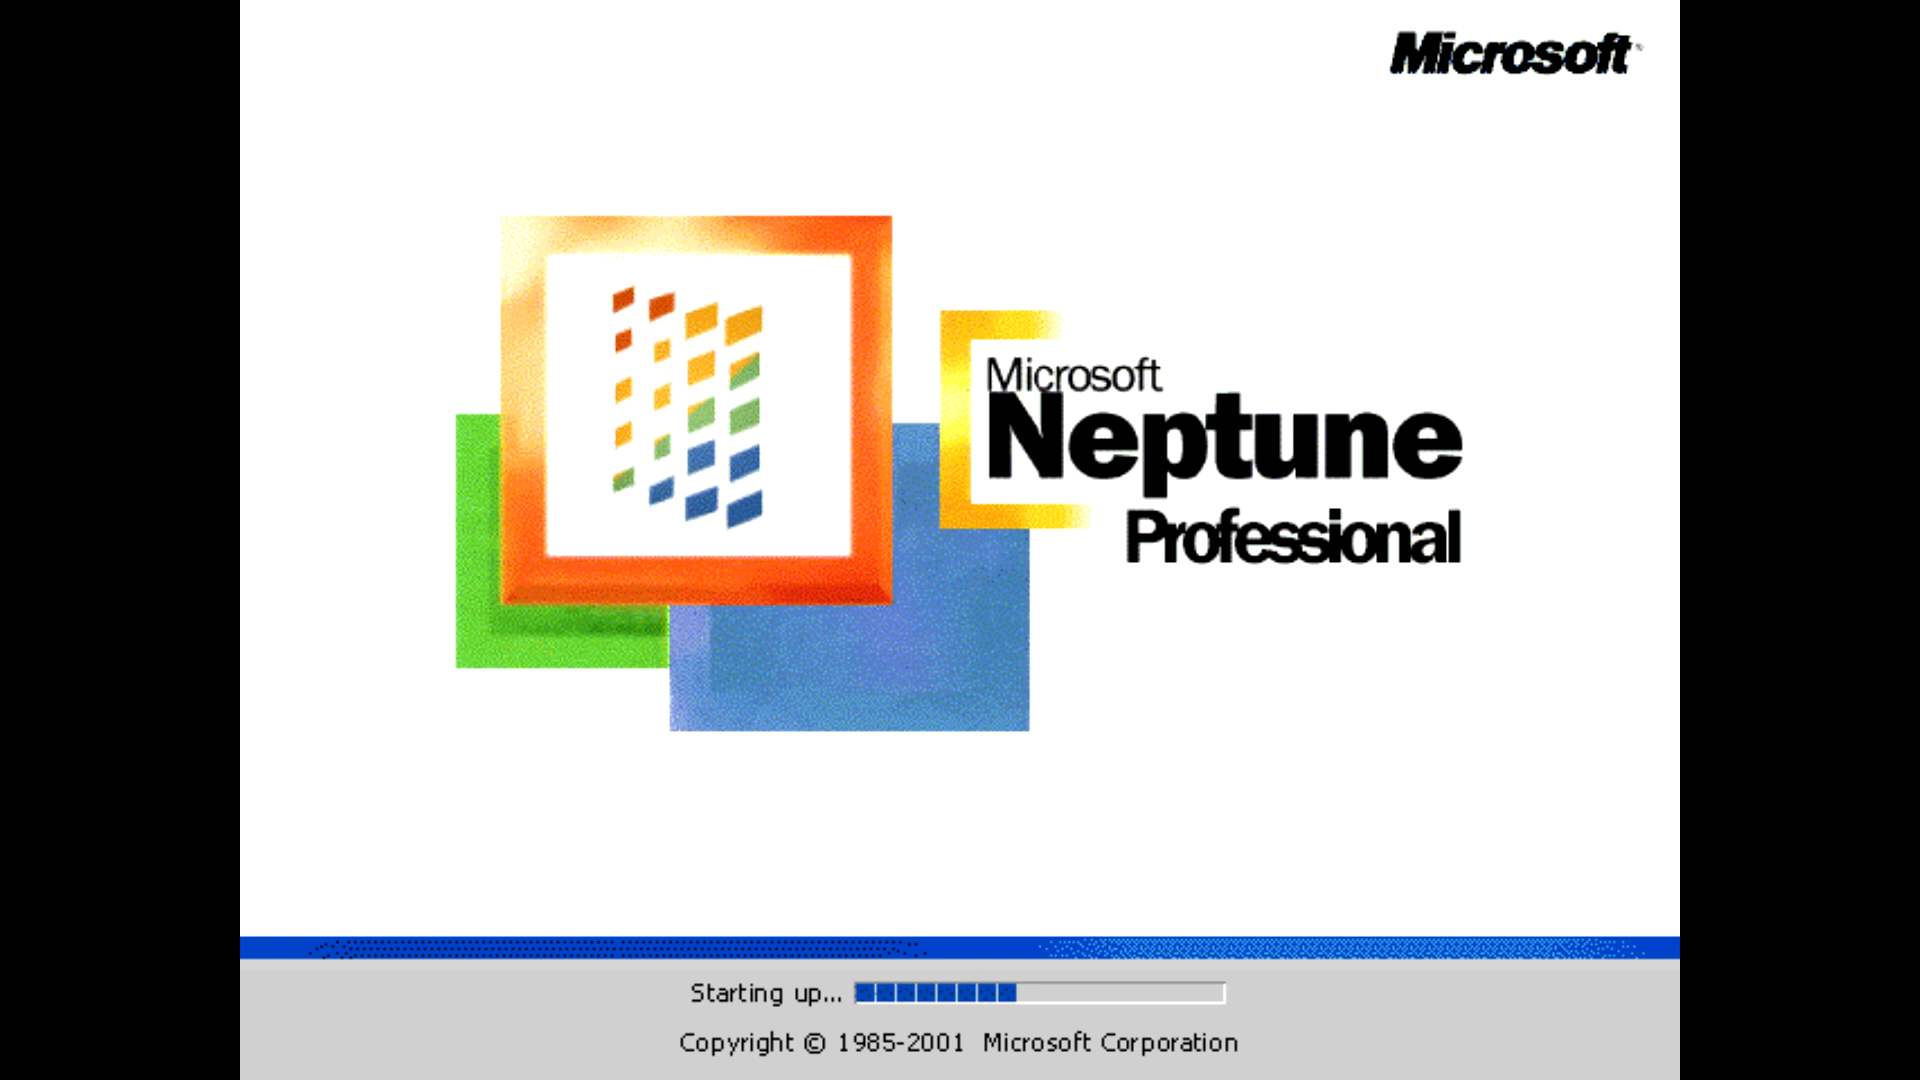 Microsoft®
Microsoft
Neptune
Professional
Starting up...
Copyright © 1985-2001  Microsoft Corporation